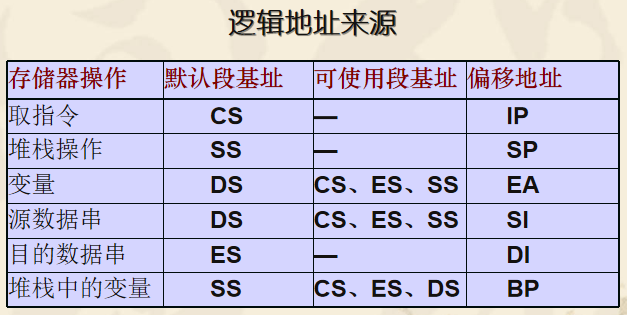 逻辑地址来源
存储器操作 默认段基址 可使用段基址 偏移地址
取指令 CS — IP
堆栈操作 SS — SP
变量 DS CS、ES、SS EA
源数据串 DS CS、ES、SS SI
目的数据串 ES — DI
堆栈中的变量 SS CS、ES、DS BP